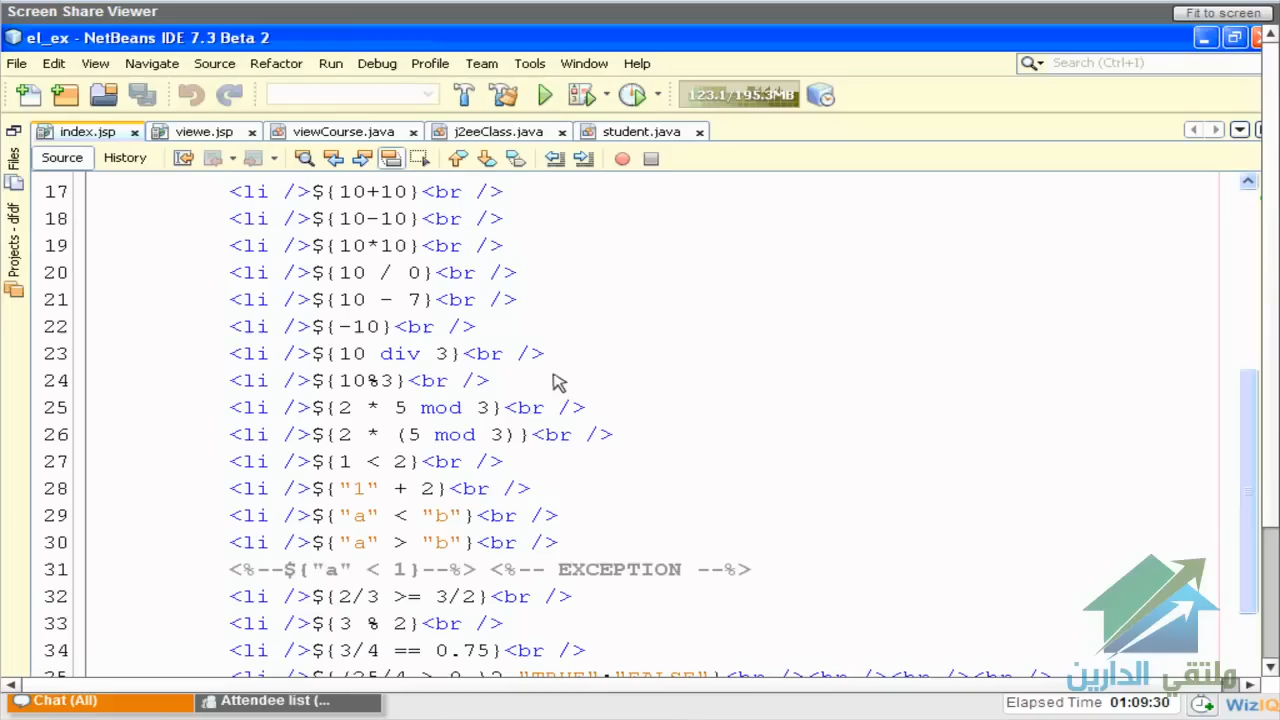 Screen Share Viewer
Fit to screen
el_ex - NetBeans IDE 7.3 Beta 2
File Edit View Navigate Source Refactor Run Debug Profile Team Tools Window Help
Search (Ctrl+I)
123.1/195.3MB
index.jsp viewe.jsp viewCourse.java j2eeClass.java student.java
Source History
Files
Projects - dfdf
17 <li />${10+10}<br />
18 <li />${10-10}<br />
19 <li />${10*10}<br />
20 <li />${10 / 0}<br />
21 <li />${10 - 7}<br />
22 <li />${-10}<br />
23 <li />${10 div 3}<br />
24 <li />${10%3}<br />
25 <li />${2 * 5 mod 3}<br />
26 <li />${2 * (5 mod 3)}<br />
27 <li />${1 < 2}<br />
28 <li />${"1" + 2}<br />
29 <li />${"a" < "b"}<br />
30 <li />${"a" > "b"}<br />
31 <%--${"a" < 1}--%> <%-- EXCEPTION --%>
32 <li />${2/3 >= 3/2}<br />
33 <li />${3 % 2}<br />
34 <li />${3/4 == 0.75}<br />
ملتقي الدارين
Chat (All)
Attendee list (...
Elapsed Time 01:09:30
WizIQ